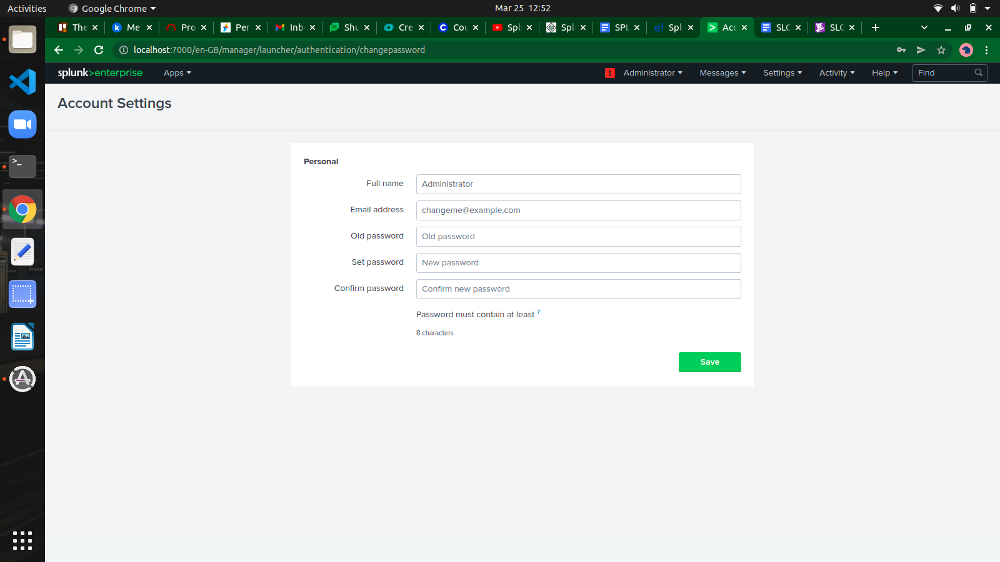 Activities
Google Chrome
Mar 25 12:52
The
Me
Pro
Per
Inb
Shu
Cre
Cou
Spl
Spl
SPL
Spl
Acc
SLO
SLO
localhost:7000/en-GB/manager/launcher/authentication/changepassword
splunk>enterprise
Apps
Administrator
Messages
Settings
Activity
Help
Find
Account Settings
Personal
Full name
Administrator
Email address
changeme@example.com
Old password
Old password
Set password
New password
Confirm password
Confirm new password
Password must contain at least ?
8 characters
Save